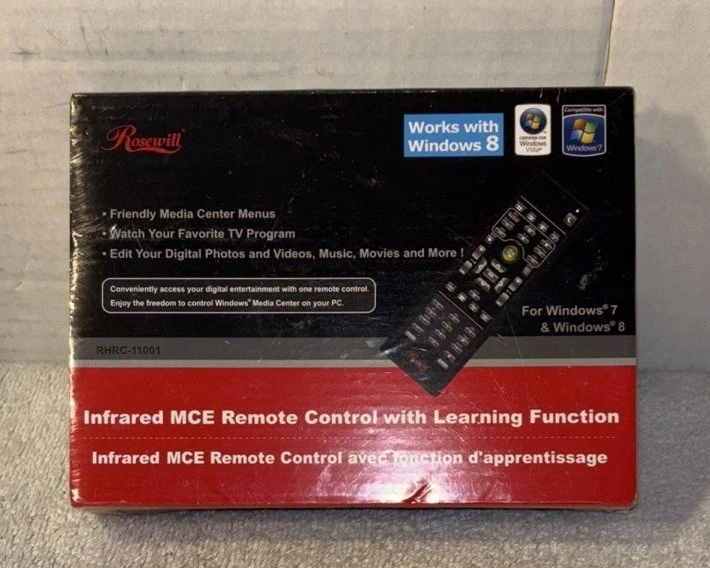 Rosewill
Works with
Windows 8
CERTIFIED FOR
Windows
Vista
Compatible with
Windows 7
• Friendly Media Center Menus
• Watch Your Favorite TV Program
• Edit Your Digital Photos and Videos, Music, Movies and More !
Conveniently access your digital entertainment with one remote control.
Enjoy the freedom to control Windows® Media Center on your PC.
For Windows® 7
& Windows® 8
RHRC-11001
Infrared MCE Remote Control with Learning Function
Infrared MCE Remote Control avec fonction d'apprentissage